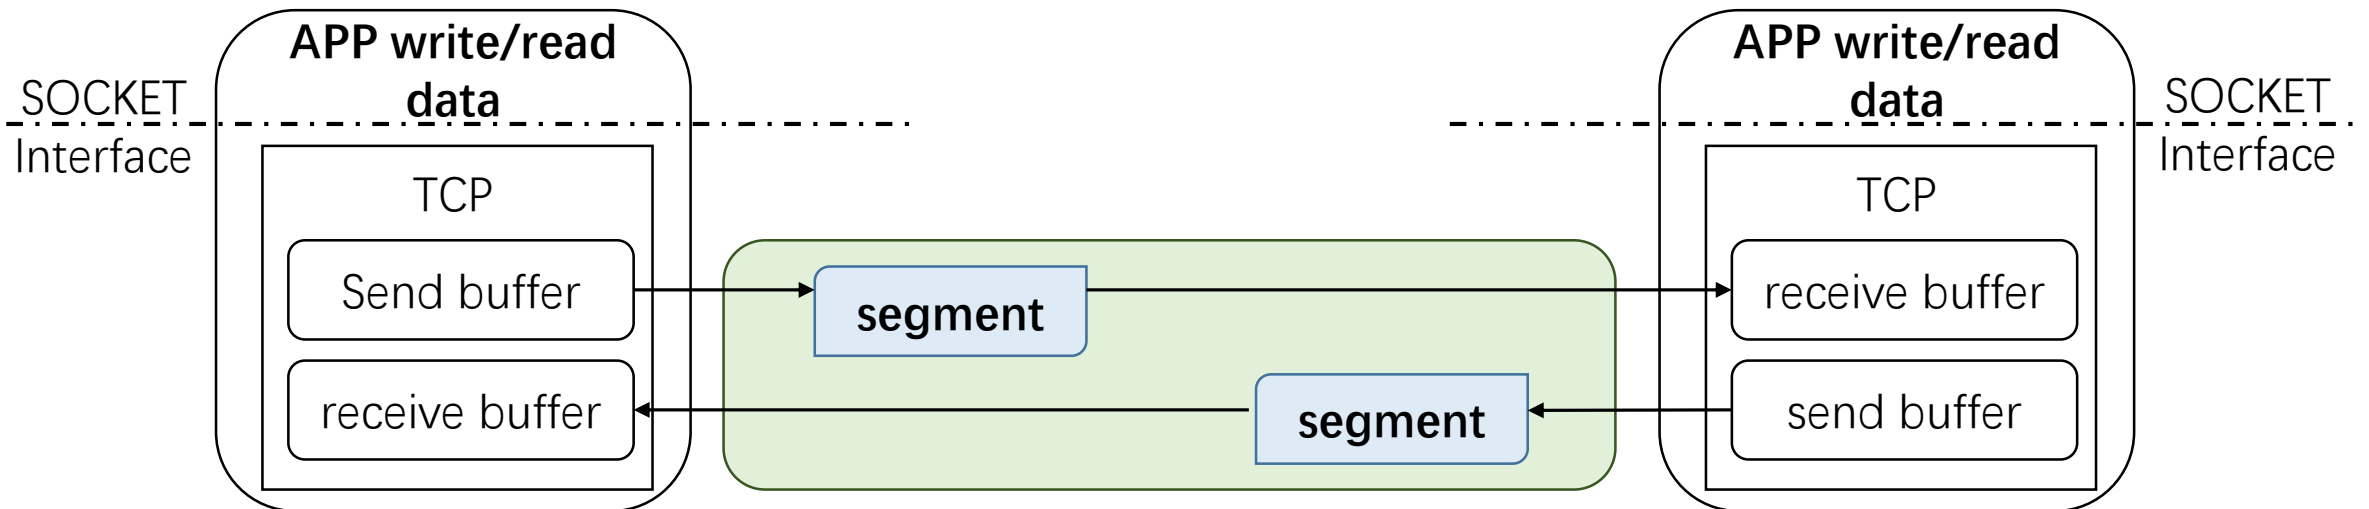 APP write/read
data
SOCKET
Interface
TCP
Send buffer
receive buffer
segment
segment
APP write/read
data
SOCKET
Interface
TCP
receive buffer
send buffer